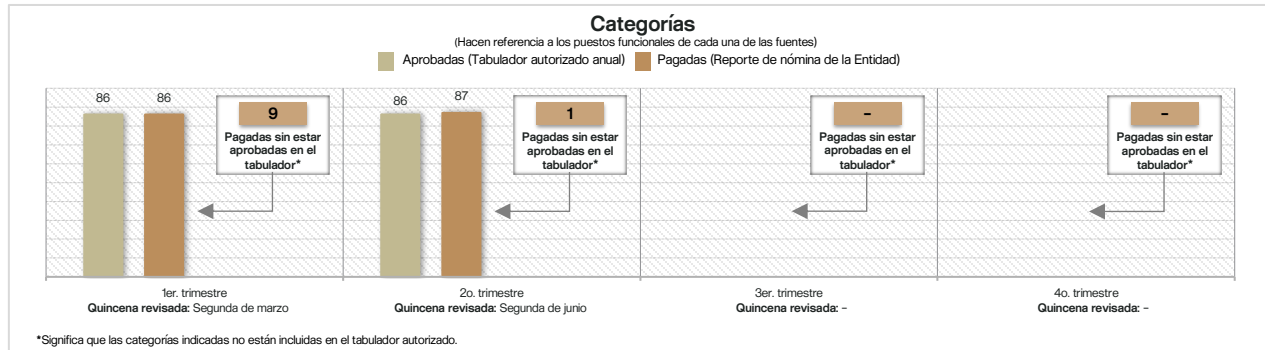 Categorías
(Hacen referencia a los puestos funcionales de cada una de las fuentes)
Aprobadas (Tabulador autorizado anual) Pagadas (Reporte de nómina de la Entidad)
86 86
9
Pagadas sin estar
aprobadas en el
tabulador*
86 87
1
Pagadas sin estar
aprobadas en el
tabulador*
–
Pagadas sin estar
aprobadas en el
tabulador*
–
Pagadas sin estar
aprobadas en el
tabulador*
1er. trimestre
Quincena revisada: Segunda de marzo
2o. trimestre
Quincena revisada: Segunda de junio
3er. trimestre
Quincena revisada: –
4o. trimestre
Quincena revisada: –
*Significa que las categorías indicadas no están incluidas en el tabulador autorizado.